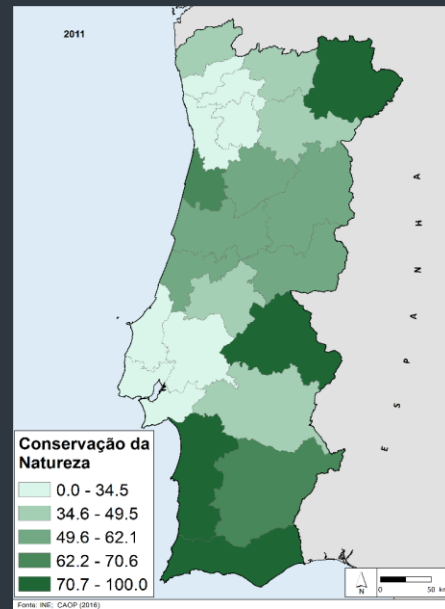 2011
E S P A N H A
Conservação da
Natureza
0.0 - 34.5
34.6 - 49.5
49.6 - 62.1
62.2 - 70.6
70.7 - 100.0
N
0 50 km
Fonte: INE; CAOP (2016)